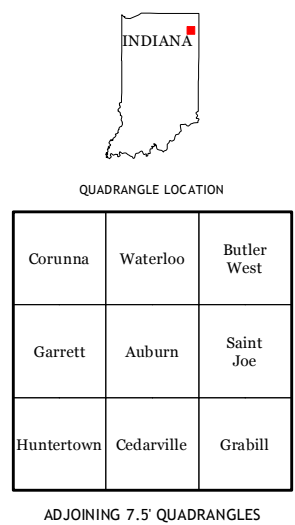 INDIANA
QUADRANGLE LOCATION
Corunna
Waterloo
Butler
West
Garrett
Auburn
Saint
Joe
Huntertown
Cedarville
Grabill
ADJOINING 7.5' QUADRANGLES